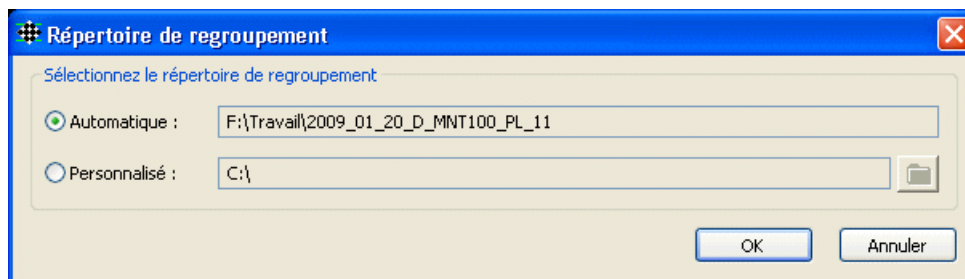 Répertoire de regroupement
Sélectionnez le répertoire de regroupement
Automatique : F:\Travail\2009_01_20_D_MNT100_PL_11
Personnalisé : C:\
OK Annuler